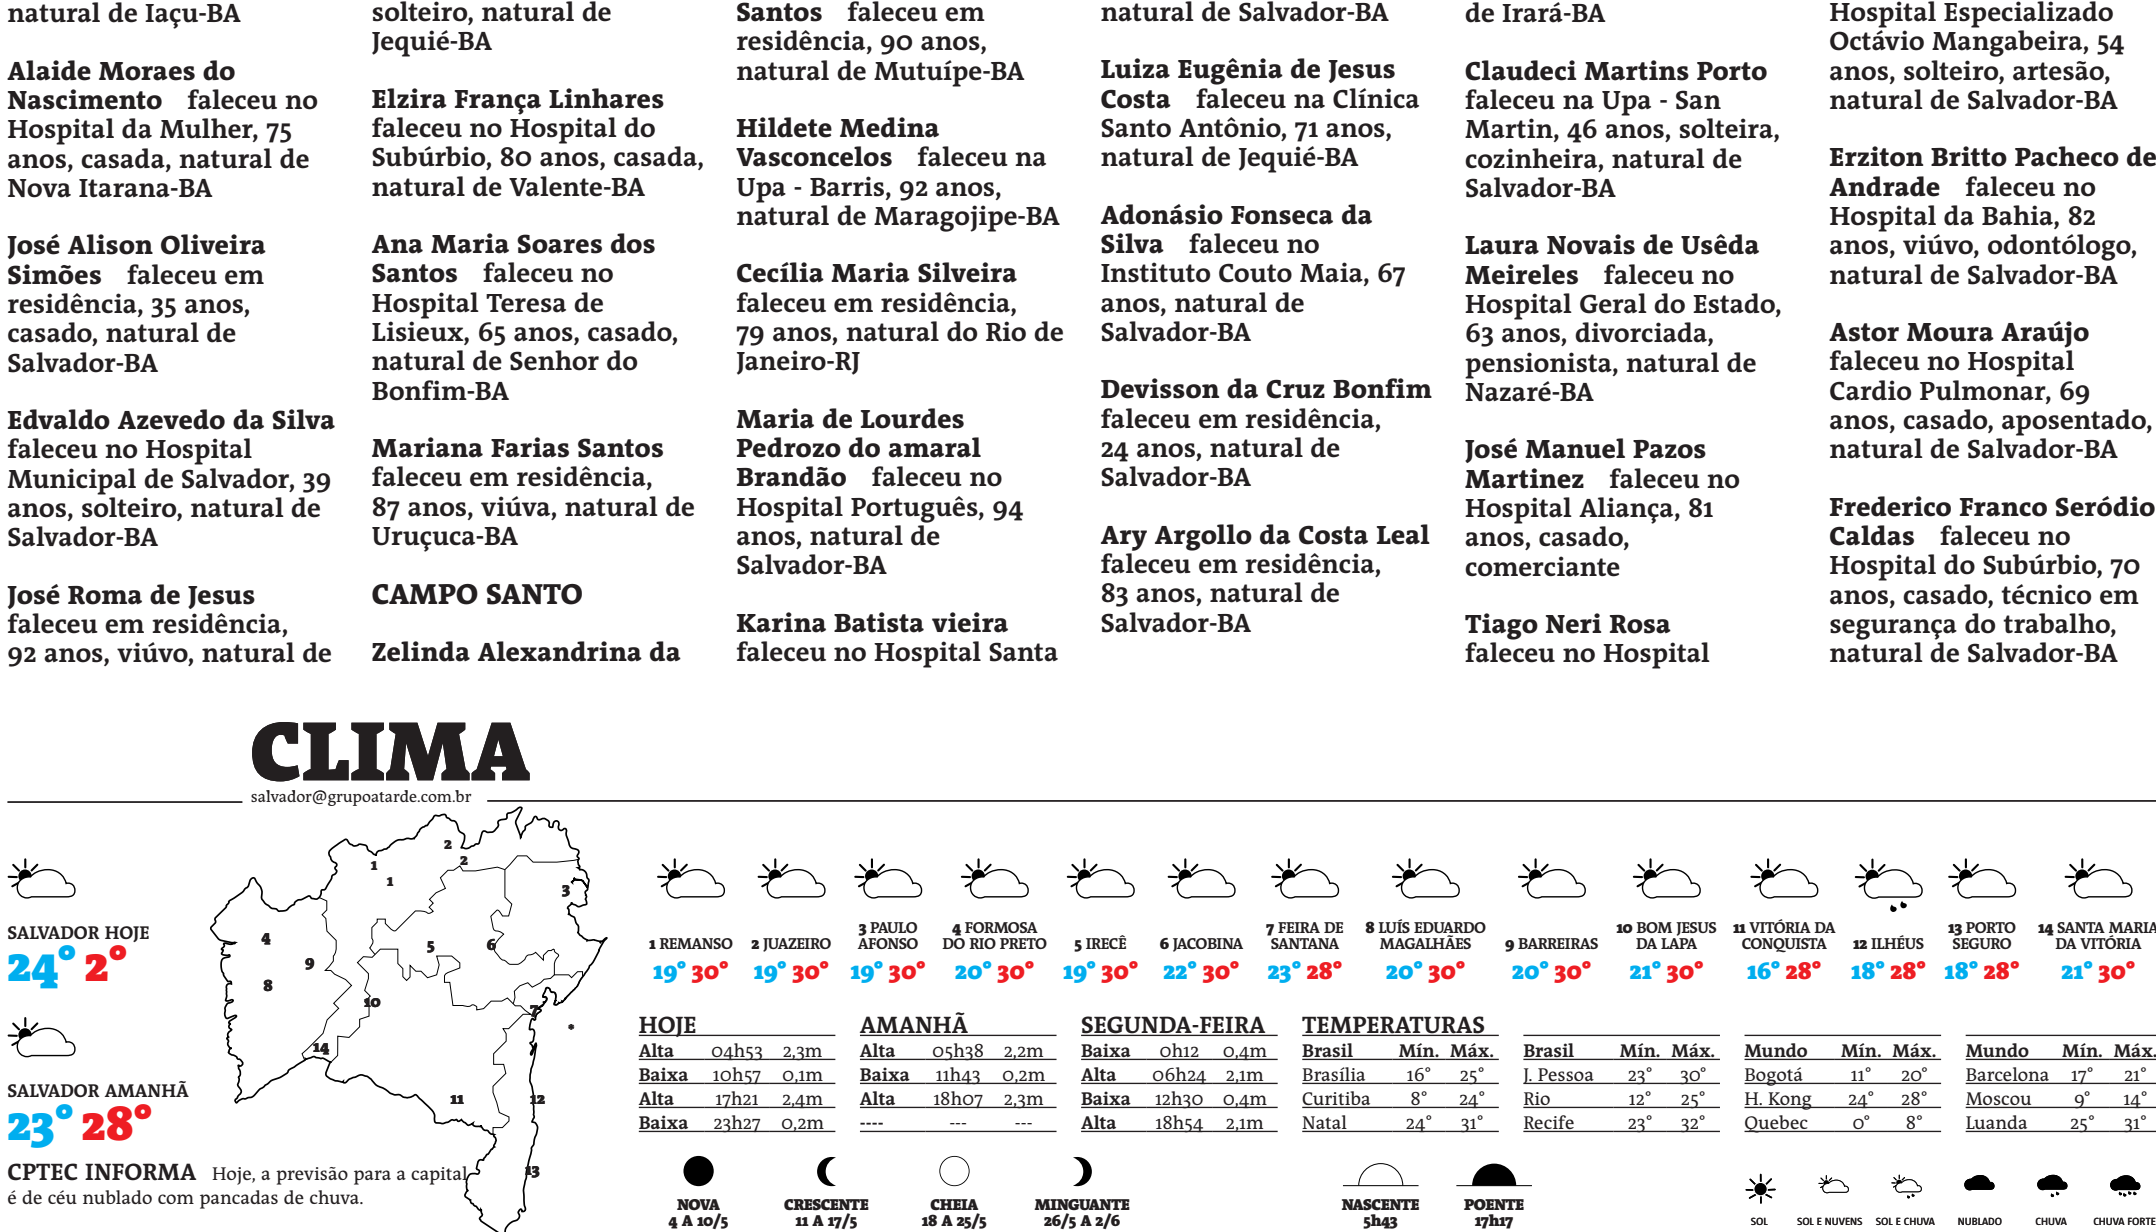 natural de Iaçu-BA
Alaide Moraes do
Nascimento faleceu no
Hospital da Mulher, 75
anos, casada, natural de
Nova Itarana-BA
José Alison Oliveira
Simões faleceu em
residência, 35 anos,
casado, natural de
Salvador-BA
Edvaldo Azevedo da Silva
faleceu no Hospital
Municipal de Salvador, 39
anos, solteiro, natural de
Salvador-BA
José Roma de Jesus
faleceu em residência,
92 anos, viúvo, natural de
solteiro, natural de
Jequié-BA
Elzira França Linhares
faleceu no Hospital do
Subúrbio, 80 anos, casada,
natural de Valente-BA
Ana Maria Soares dos
Santos faleceu no
Hospital Teresa de
Lisieux, 65 anos, casado,
natural de Senhor do
Bonfim-BA
Mariana Farias Santos
faleceu em residência,
87 anos, viúva, natural de
Uruçuca-BA
CAMPO SANTO
Zelinda Alexandrina da
Santos faleceu em
residência, 90 anos,
natural de Mutuípe-BA
Hildete Medina
Vasconcelos faleceu na
Upa - Barris, 92 anos,
natural de Maragojipe-BA
Cecília Maria Silveira
faleceu em residência,
79 anos, natural do Rio de
Janeiro-RJ
Maria de Lourdes
Pedrozo do amaral
Brandão faleceu no
Hospital Português, 94
anos, natural de
Salvador-BA
Karina Batista vieira
faleceu no Hospital Santa
natural de Salvador-BA
Luiza Eugênia de Jesus
Costa faleceu na Clínica
Santo Antônio, 71 anos,
natural de Jequié-BA
Adonásio Fonseca da
Silva faleceu no
Instituto Couto Maia, 67
anos, natural de
Salvador-BA
Devisson da Cruz Bonfim
faleceu em residência,
24 anos, natural de
Salvador-BA
Ary Argollo da Costa Leal
faleceu em residência,
83 anos, natural de
Salvador-BA
de Irará-BA
Claudeci Martins Porto
faleceu na Upa - San
Martin, 46 anos, solteira,
cozinheira, natural de
Salvador-BA
Laura Novais de Usêda
Meireles faleceu no
Hospital Geral do Estado,
63 anos, divorciada,
pensionista, natural de
Nazaré-BA
José Manuel Pazos
Martinez faleceu no
Hospital Aliança, 81
anos, casado,
comerciante
Tiago Neri Rosa
faleceu no Hospital
Hospital Especializado
Octávio Mangabeira, 54
anos, solteiro, artesão,
natural de Salvador-BA
Erziton Britto Pacheco de
Andrade faleceu no
Hospital da Bahia, 82
anos, viúvo, odontólogo,
natural de Salvador-BA
Astor Moura Araújo
faleceu no Hospital
Cardio Pulmonar, 69
anos, casado, aposentado,
natural de Salvador-BA
Frederico Franco Seródio
Caldas faleceu no
Hospital do Subúrbio, 70
anos, casado, técnico em
segurança do trabalho,
natural de Salvador-BA
CLIMA
salvador@grupoatarde.com.br
SALVADOR HOJE
24° 2°
SALVADOR AMANHÃ
23° 28°
CPTEC INFORMA Hoje, a previsão para a capital
é de céu nublado com pancadas de chuva.
2
2
1
1
3
4
5
6
9
8
10
7
*
14
11
12
13
1 REMANSO
19° 30°
2 JUAZEIRO
19° 30°
3 PAULO
AFONSO
19° 30°
4 FORMOSA
DO RIO PRETO
20° 30°
5 IRECÊ
19° 30°
6 JACOBINA
22° 30°
7 FEIRA DE
SANTANA
23° 28°
8 LUÍS EDUARDO
MAGALHÃES
20° 30°
9 BARREIRAS
20° 30°
10 BOM JESUS
DA LAPA
21° 30°
11 VITÓRIA DA
CONQUISTA
16° 28°
12 ILHÉUS
18° 28°
13 PORTO
SEGURO
18° 28°
14 SANTA MARIA
DA VITÓRIA
21° 30°
HOJE
Alta 04h53 2,3m
Baixa 10h57 0,1m
Alta 17h21 2,4m
Baixa 23h27 0,2m
AMANHÃ
Alta 05h38 2,2m
Baixa 11h43 0,2m
Alta 18h07 2,3m
---- --- ---
SEGUNDA-FEIRA
Baixa 0h12 0,4m
Alta 06h24 2,1m
Baixa 12h30 0,4m
Alta 18h54 2,1m
TEMPERATURAS
Brasil Mín. Máx.
Brasília 16° 25°
Curitiba 8° 24°
Natal 24° 31°
Brasil Mín. Máx.
J. Pessoa 23° 30°
Rio 12° 25°
Recife 23° 32°
Mundo Mín. Máx.
Bogotá 11° 20°
H. Kong 24° 28°
Quebec 0° 8°
Mundo Mín. Máx.
Barcelona 17° 21°
Moscou 9° 14°
Luanda 25° 31°
NOVA
4 A 10/5
CRESCENTE
11 A 17/5
CHEIA
18 A 25/5
MINGUANTE
26/5 A 2/6
NASCENTE
5h43
POENTE
17h17
SOL
SOL E NUVENS
SOL E CHUVA
NUBLADO
CHUVA
CHUVA FORTE